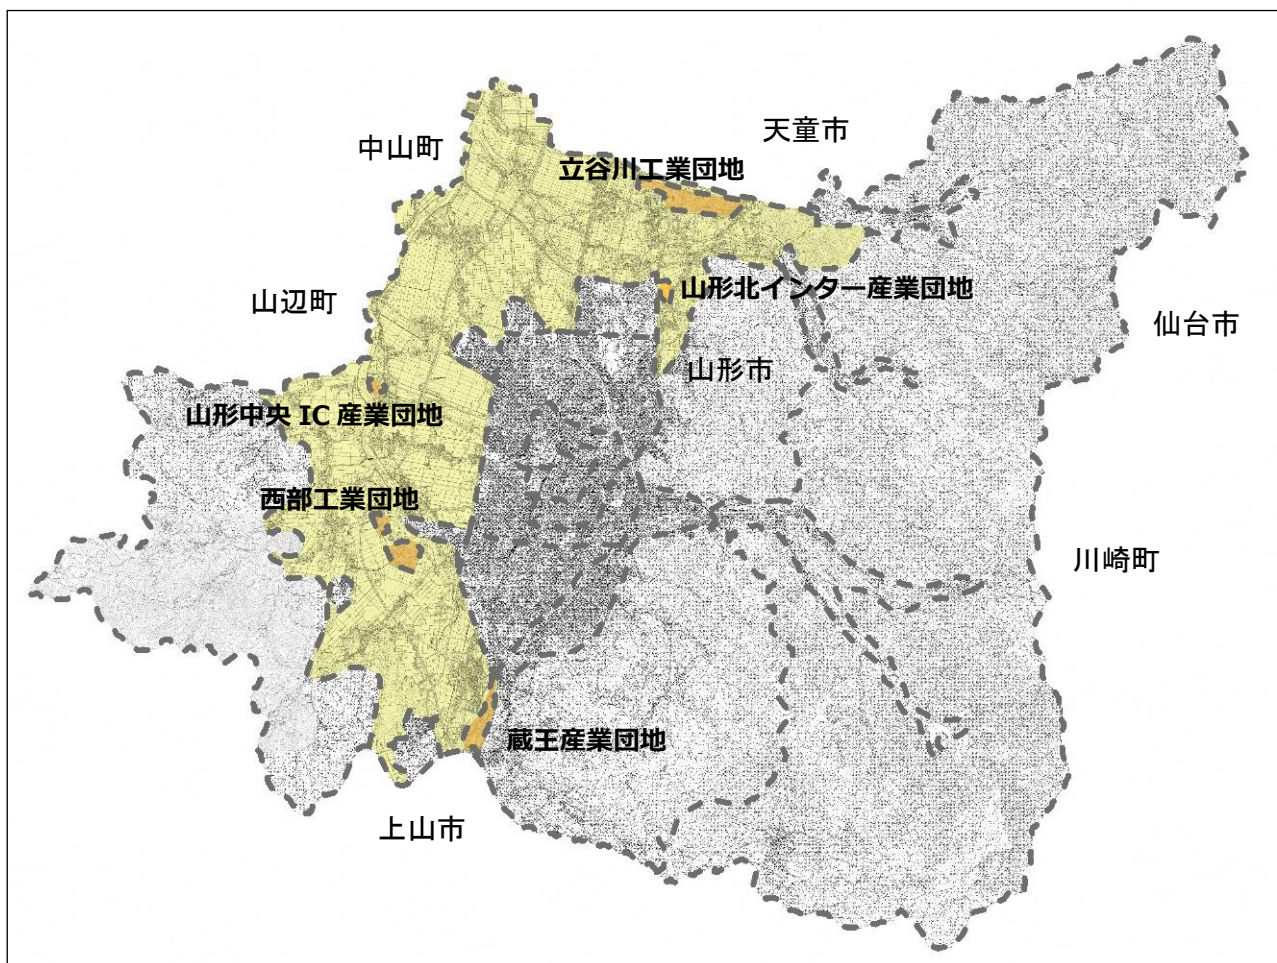 天童市
中山町
立谷川工業団地
山形北インター産業団地
山辺町
仙台市
山形市
山形中央 IC 産業団地
西部工業団地
川崎町
蔵王産業団地
上山市